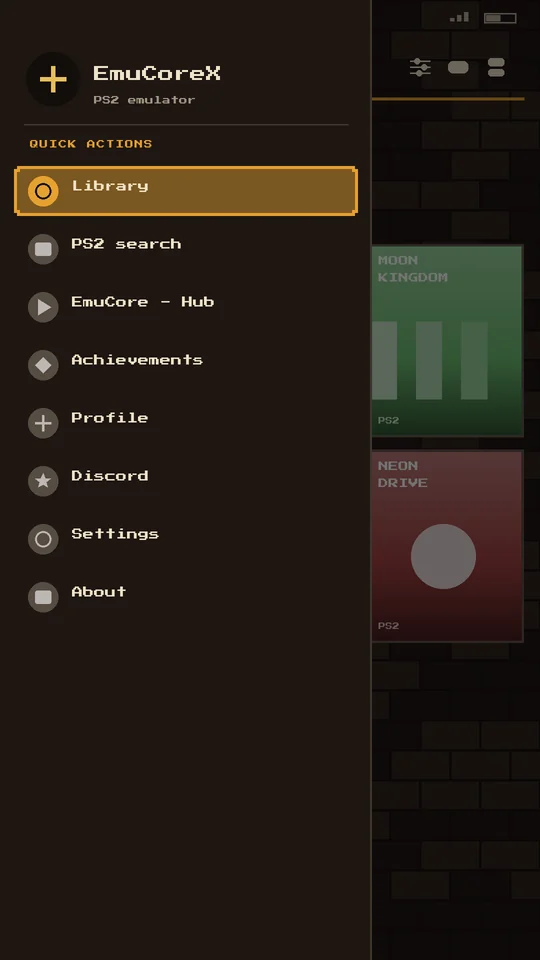 EmuCoreX
PS2 emulator
QUICK ACTIONS
Library
PS2 search
EmuCore - Hub
Achievements
Profile
Discord
Settings
About
MOON
KINGDOM
PS2
NEON
DRIVE
PS2